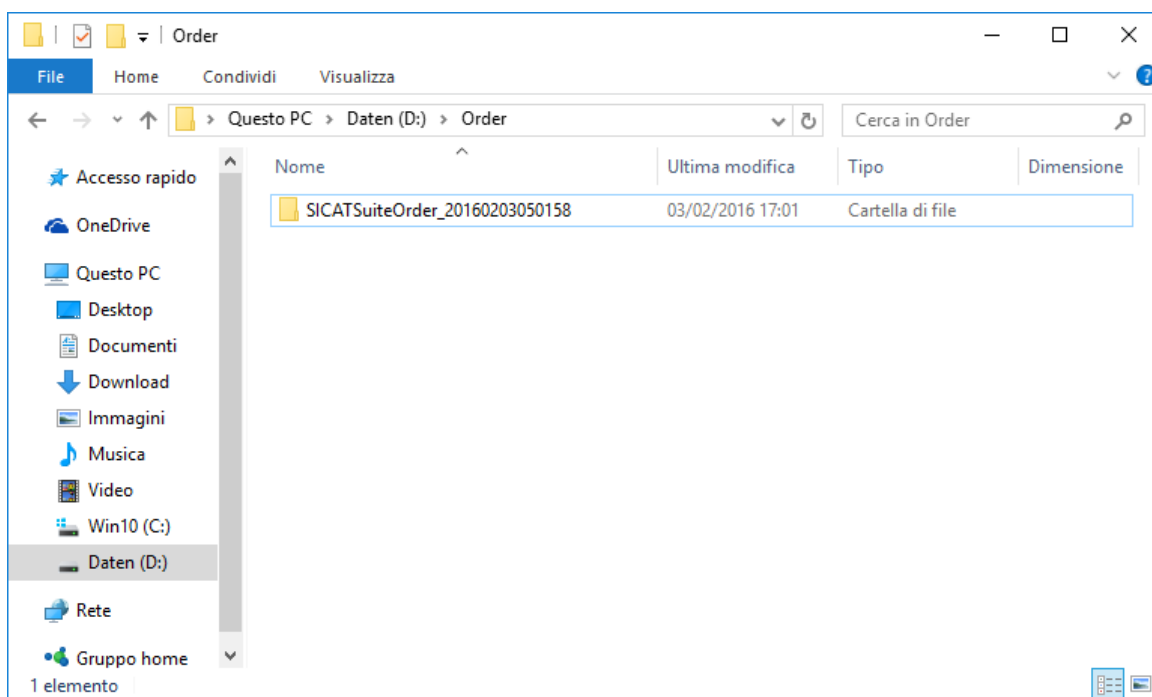 Order
File Home Condividi Visualizza
Questo PC Daten (D:) Order Cerca in Order
Nome Ultima modifica Tipo Dimensione
SICATSuiteOrder_20160203050158 03/02/2016 17:01 Cartella di file
Accesso rapido
OneDrive
Questo PC
Desktop
Documenti
Download
Immagini
Musica
Video
Win10 (C:)
Daten (D:)
Rete
Gruppo home
1 elemento